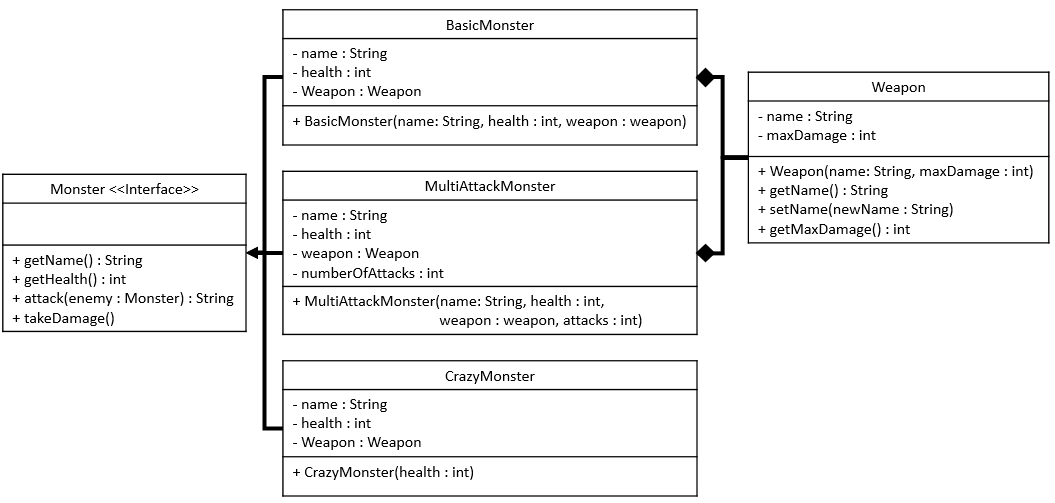 BasicMonster
- name : String
- health : int
- Weapon : Weapon
+ BasicMonster(name: String, health : int, weapon : weapon)
Weapon
- name : String
- maxDamage : int
+ Weapon(name: String, maxDamage : int)
+ getName() : String
+ setName(newName : String)
+ getMaxDamage() : int
Monster <<Interface>>
+ getName() : String
+ getHealth() : int
+ attack(enemy : Monster) : String
+ takeDamage()
MultiAttackMonster
- name : String
- health : int
- weapon : Weapon
- numberOfAttacks : int
+ MultiAttackMonster(name: String, health : int,
weapon : weapon, attacks : int)
CrazyMonster
- name : String
- health : int
- Weapon : Weapon
+ CrazyMonster(health : int)